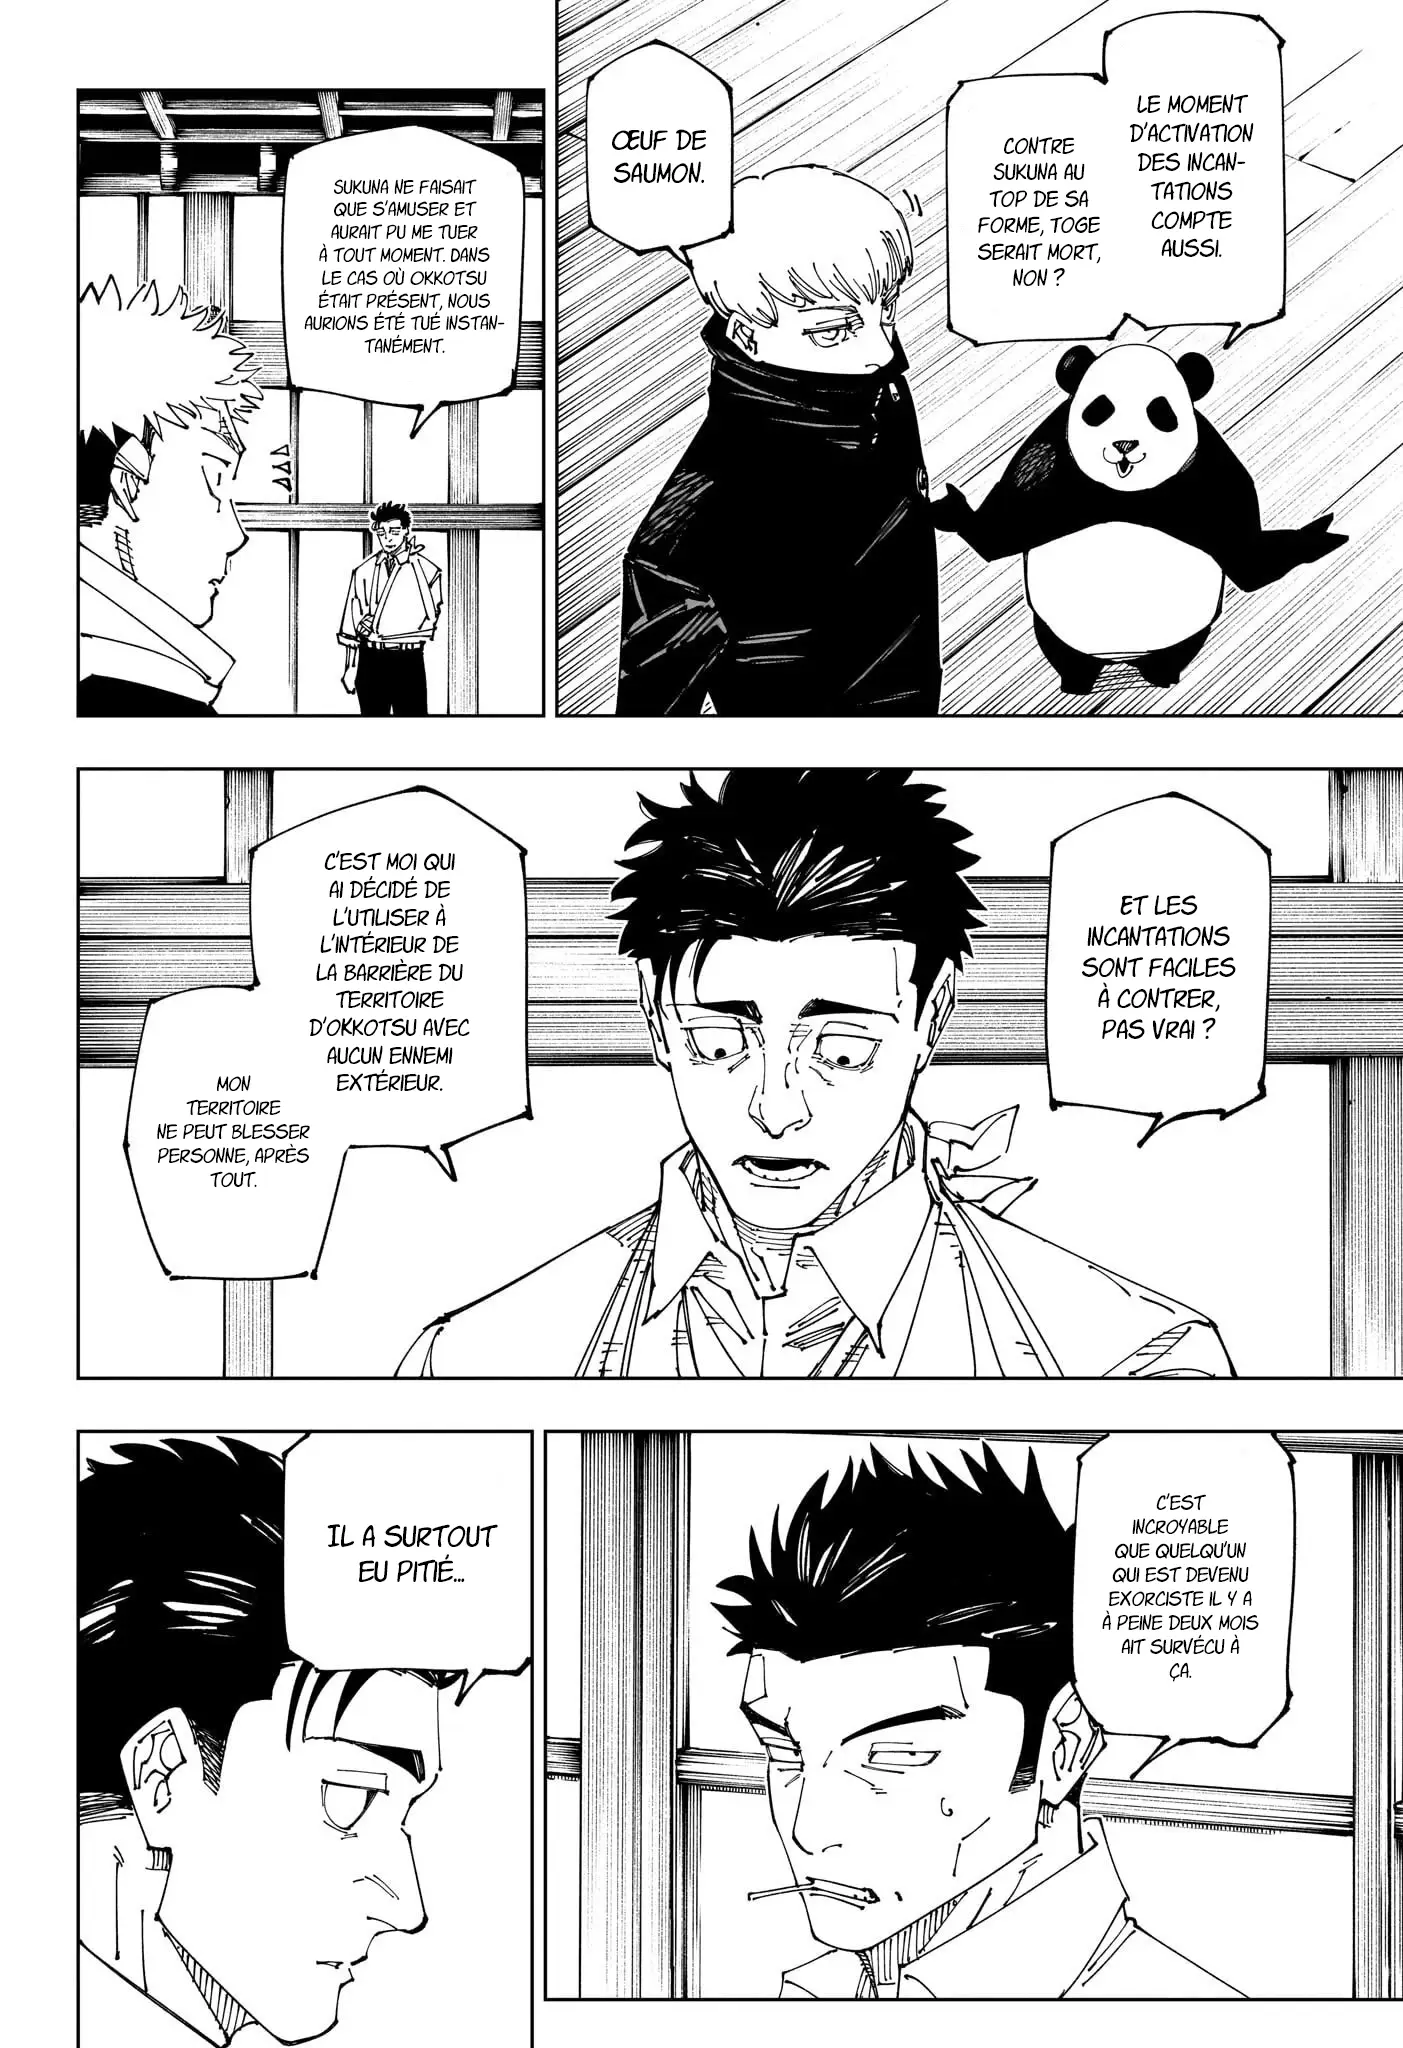 LE MOMENT
D'ACTIVATION
DES INCAN-
TATIONS
COMPTE
AUSSI.
CONTRE
SUKUNA AU
TOP DE SA
FORME, TOGE
SERAIT MORT,
NON ?
ŒUF DE
SAUMON.
SUKUNA NE FAISAIT
QUE S'AMUSER ET
AURAIT PU ME TUER
À TOUT MOMENT. DANS
LE CAS OÙ OKKOTSU
ÉTAIT PRÉSENT, NOUS
AURIONS ÉTÉ TUÉ INSTAN-
TANÉMENT.
ET LES
INCANTATIONS
SONT FACILES
À CONTRER,
PAS VRAI ?
C'EST MOI QUI
AI DÉCIDÉ DE
L'UTILISER À
L'INTÉRIEUR DE
LA BARRIÈRE DU
TERRITOIRE
D'OKKOTSU AVEC
AUCUN ENNEMI
EXTÉRIEUR.
MON
TERRITOIRE
NE PEUT BLESSER
PERSONNE, APRÈS
TOUT.
C'EST
INCROYABLE
QUE QUELQU'UN
QUI EST DEVENU
EXORCISTE IL Y A
À PEINE DEUX MOIS
AIT SURVÉCU À
ÇA.
IL A SURTOUT
EU PITIÉ...